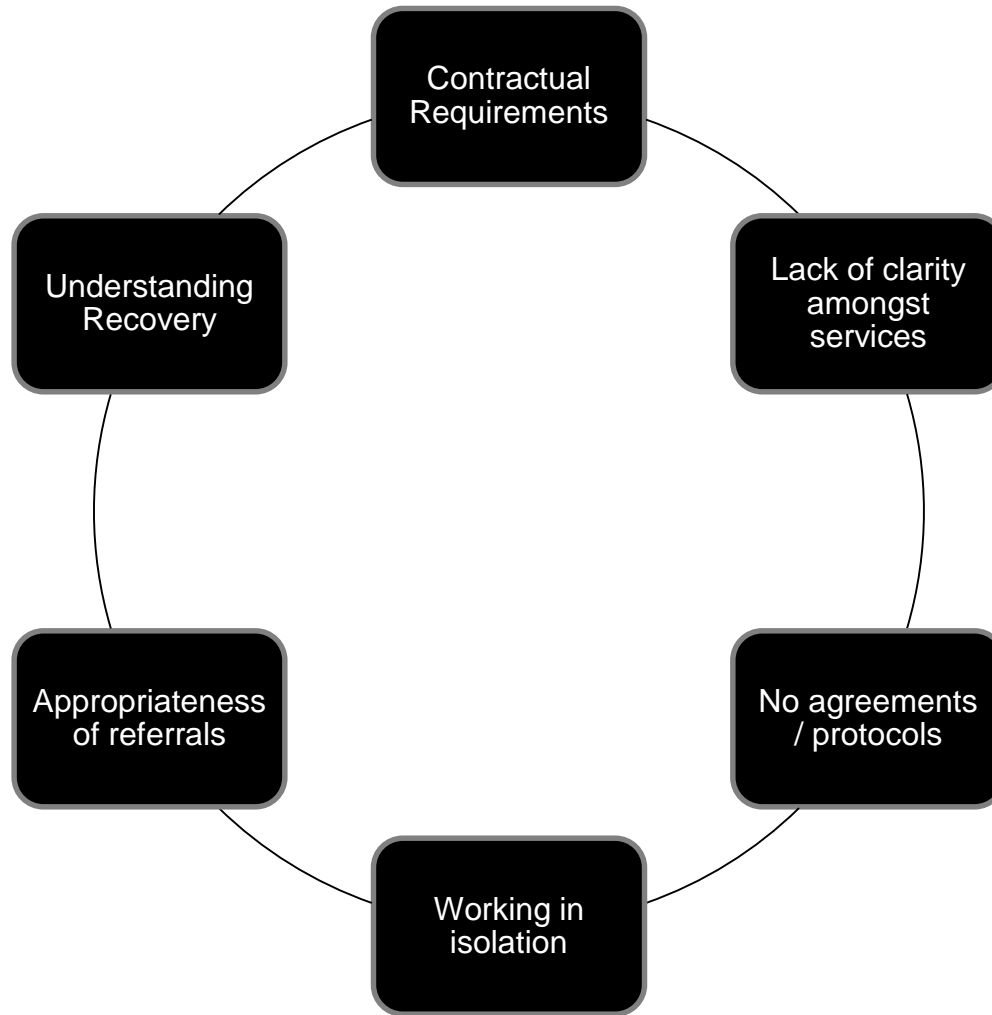 Contractual
Requirements
Lack of clarity
amongst
services
No agreements
/ protocols
Working in
isolation
Appropriateness
of referrals
Understanding
Recovery